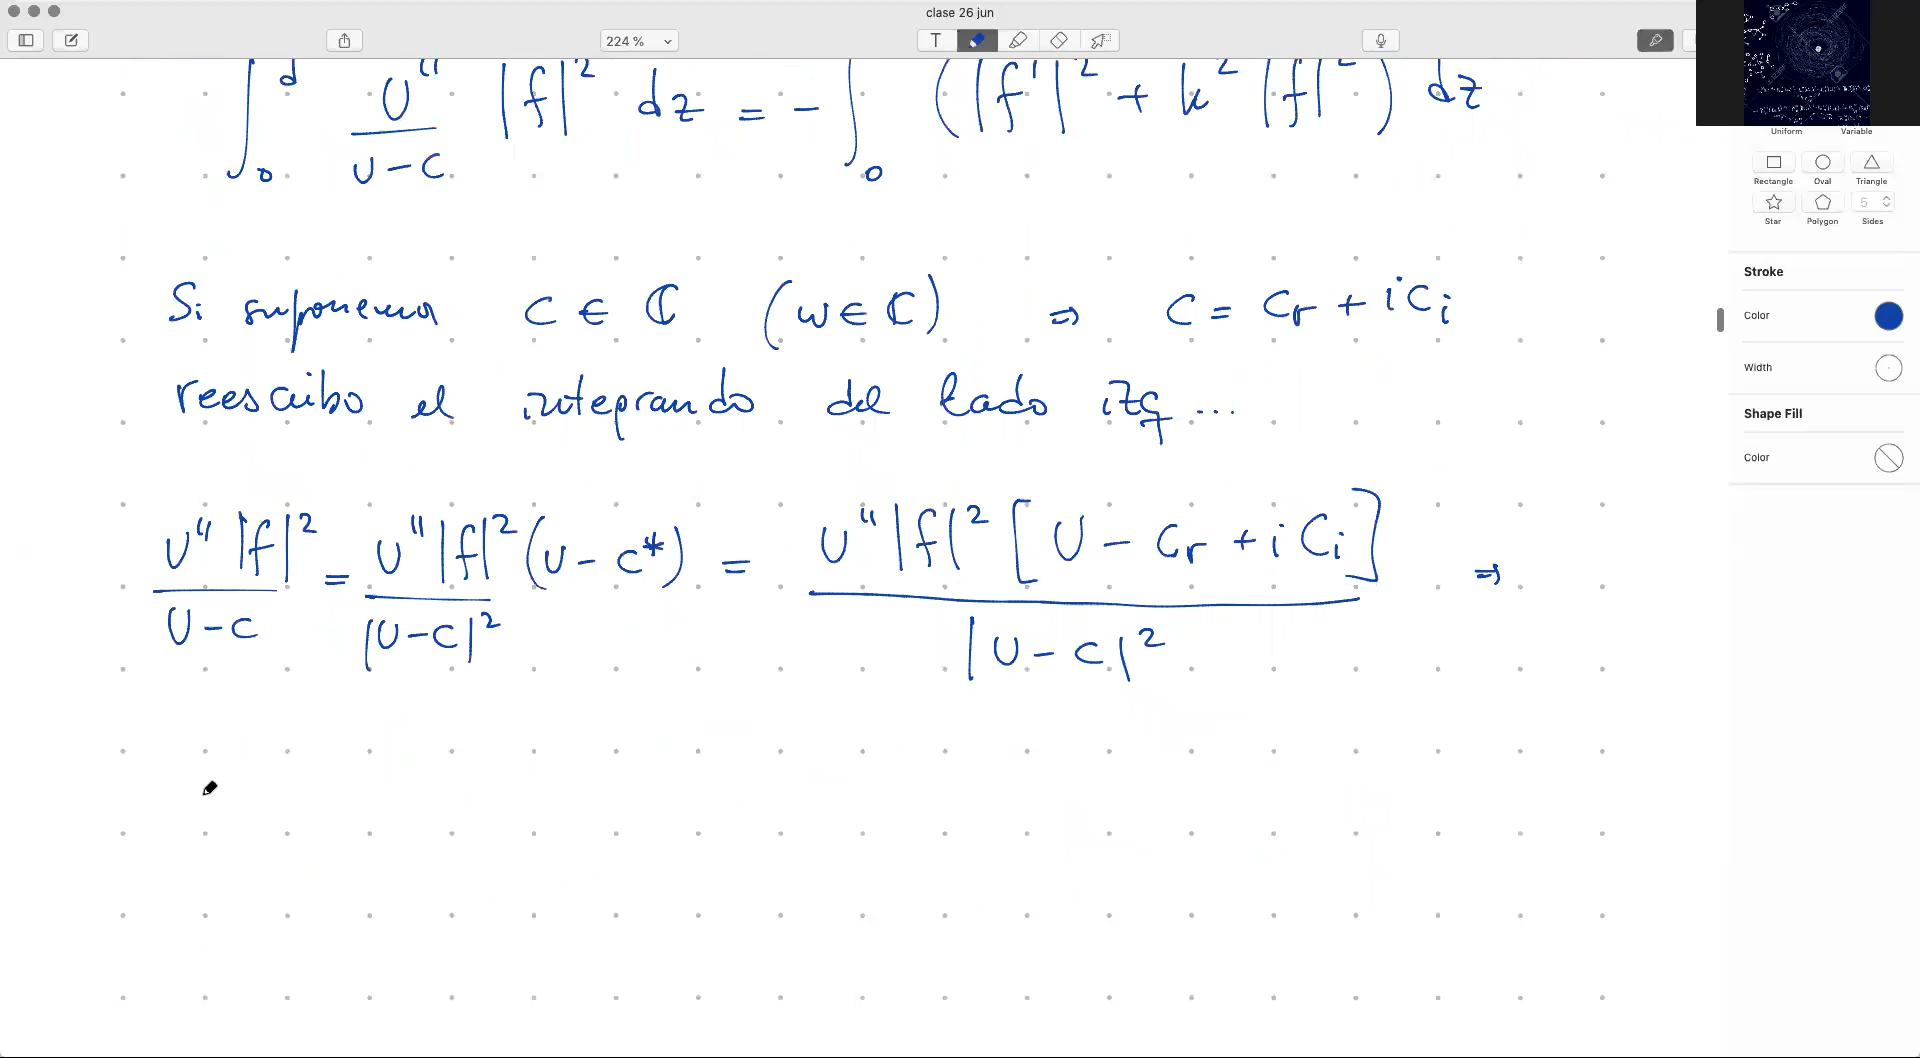 clase 26 jun
224 %
T
Uniform Variable
Rectangle Oval Triangle
5
Star Polygon Sides
Stroke
Color
Width
Shape Fill
Color
∫₀ᵈ U'' / (U-C) |f|² dz = - ∫₀ (|f'|² + k² |f|²) dz
Si suponemos C ∈ ℂ (ω ∈ ℂ) ⇒ C = Cr + i Ci
reescribo el integrando del lado izq ...
U'' |f|² / (U-C) = U'' |f|² (U-C*) / |U-C|² = U'' |f|² [U - Cr + i Ci] / |U-C|² ⇒